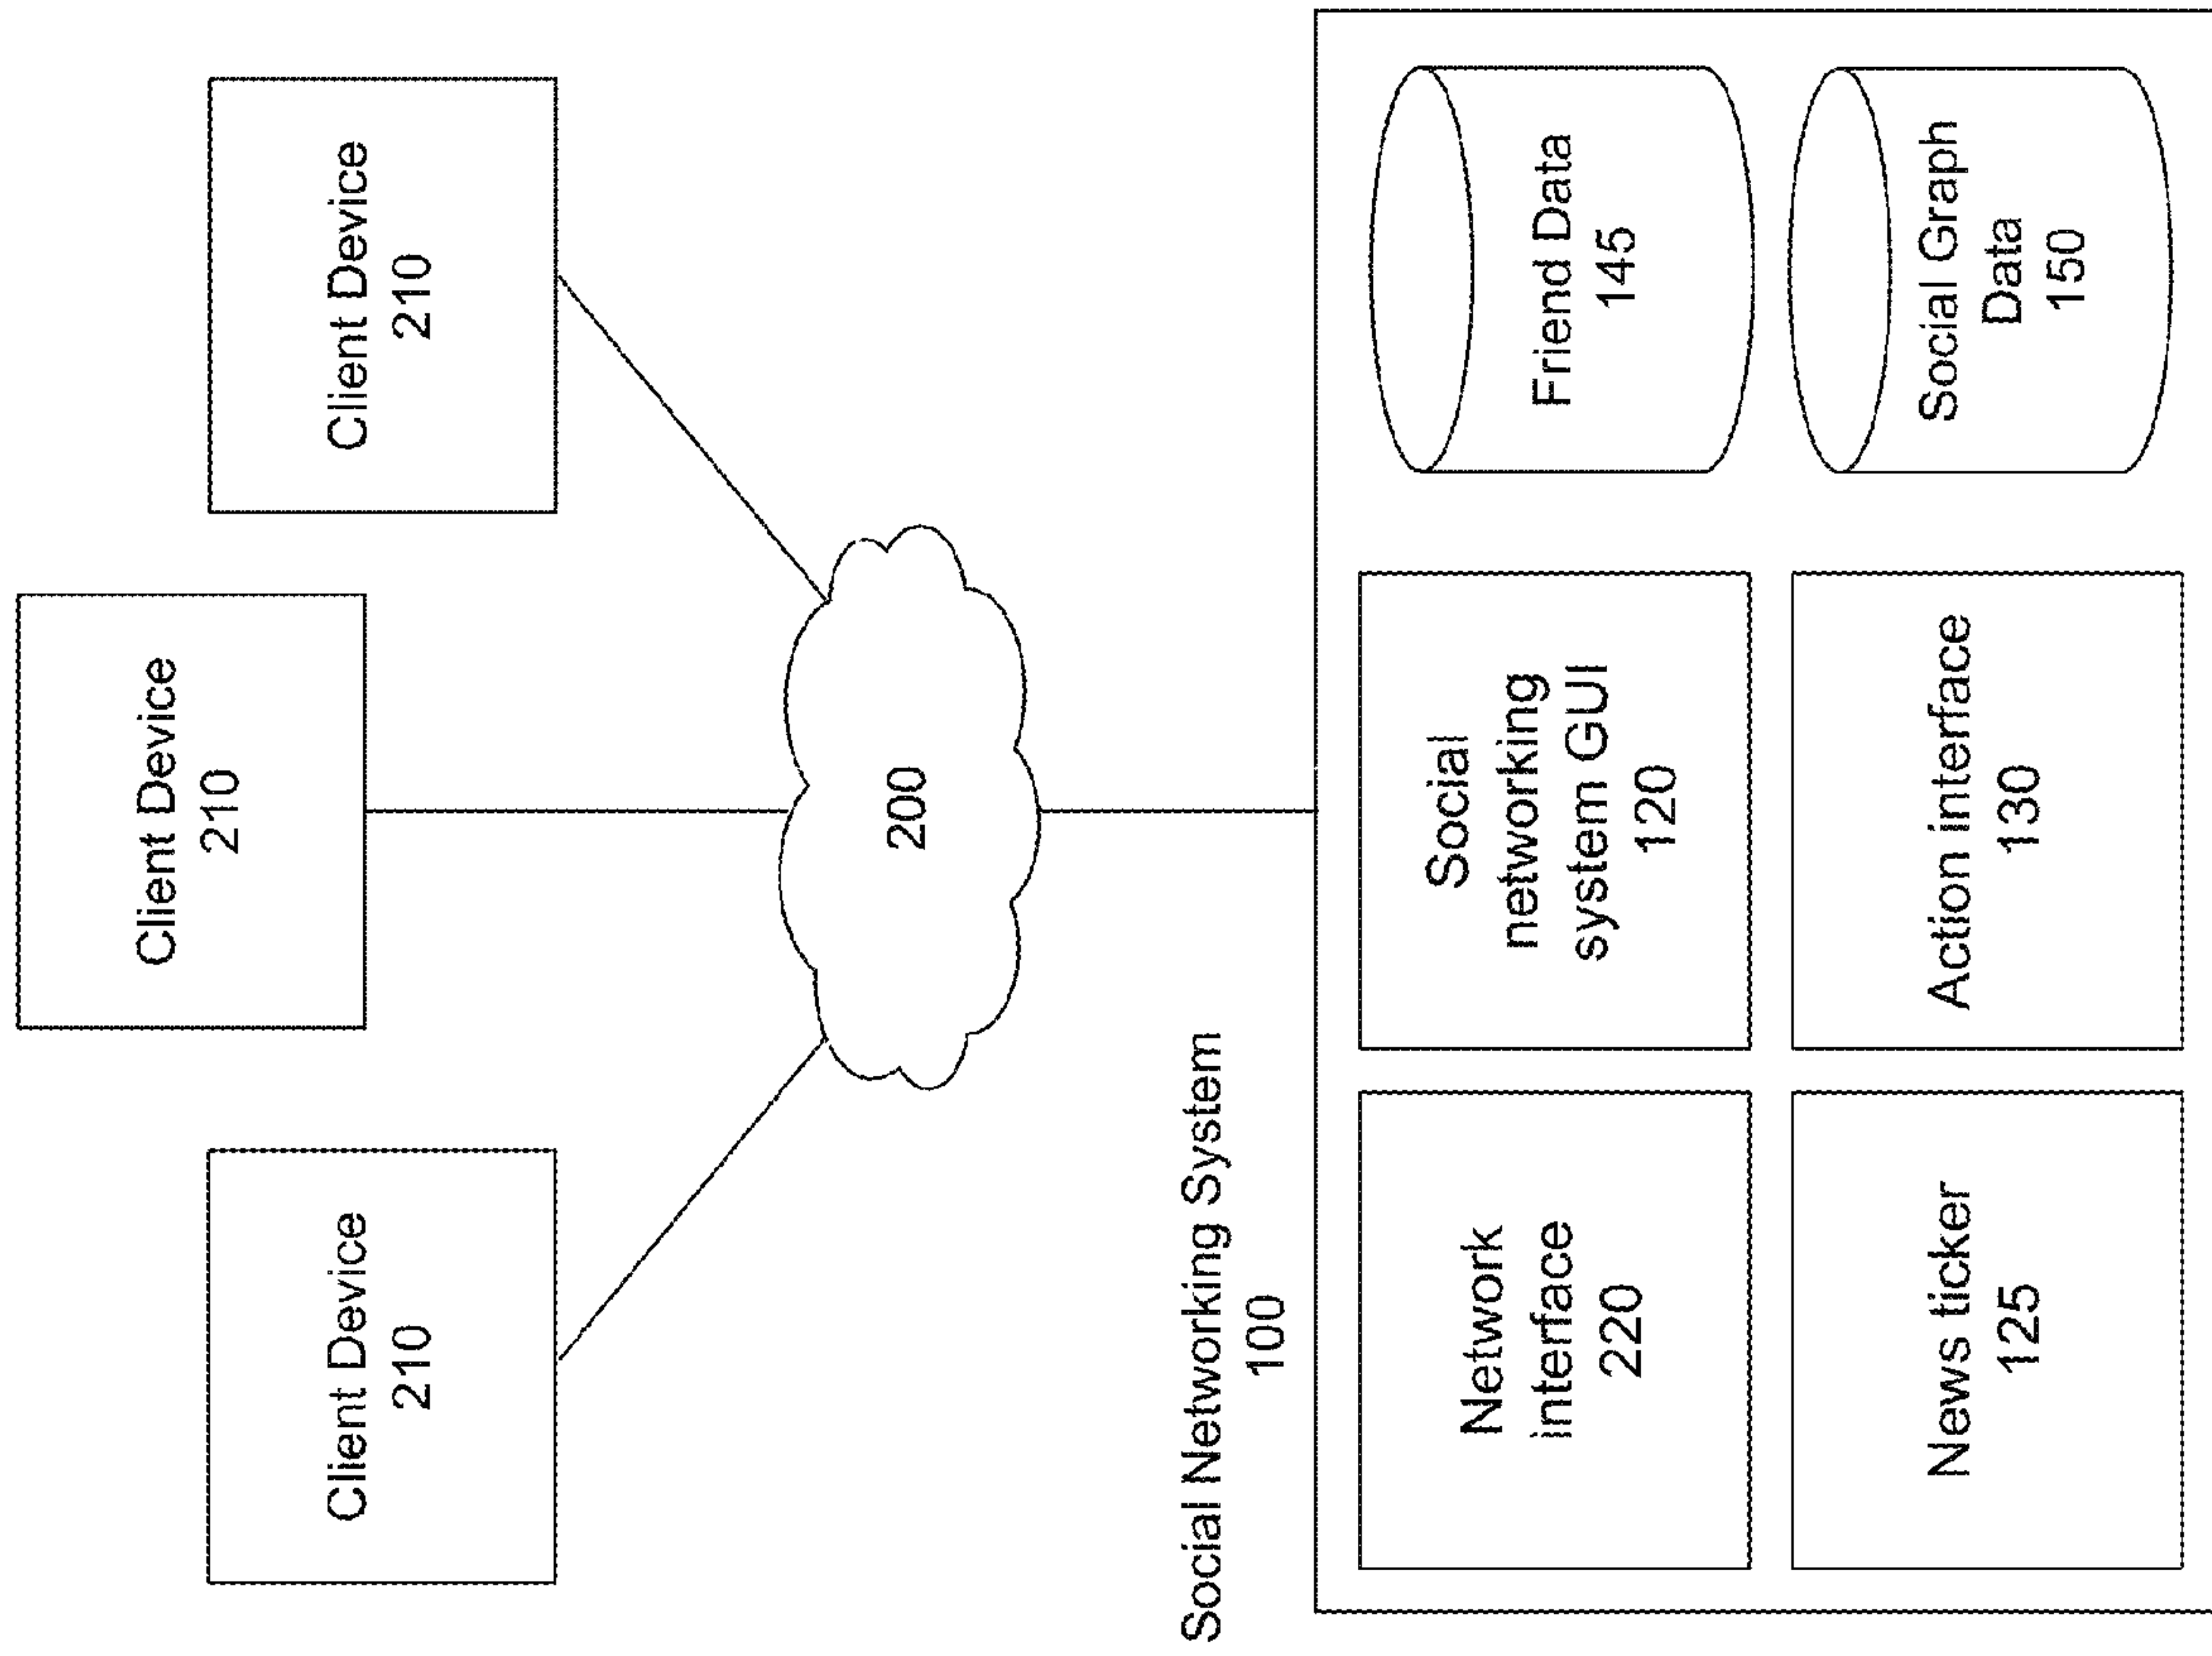 Client Device
210
Client Device
210
Client Device
210
200
Social Networking System
100
Network
interface
220
Social
networking
system GUI
120
Friend Data
145
News ticker
125
Action interface
130
Social Graph
Data
150